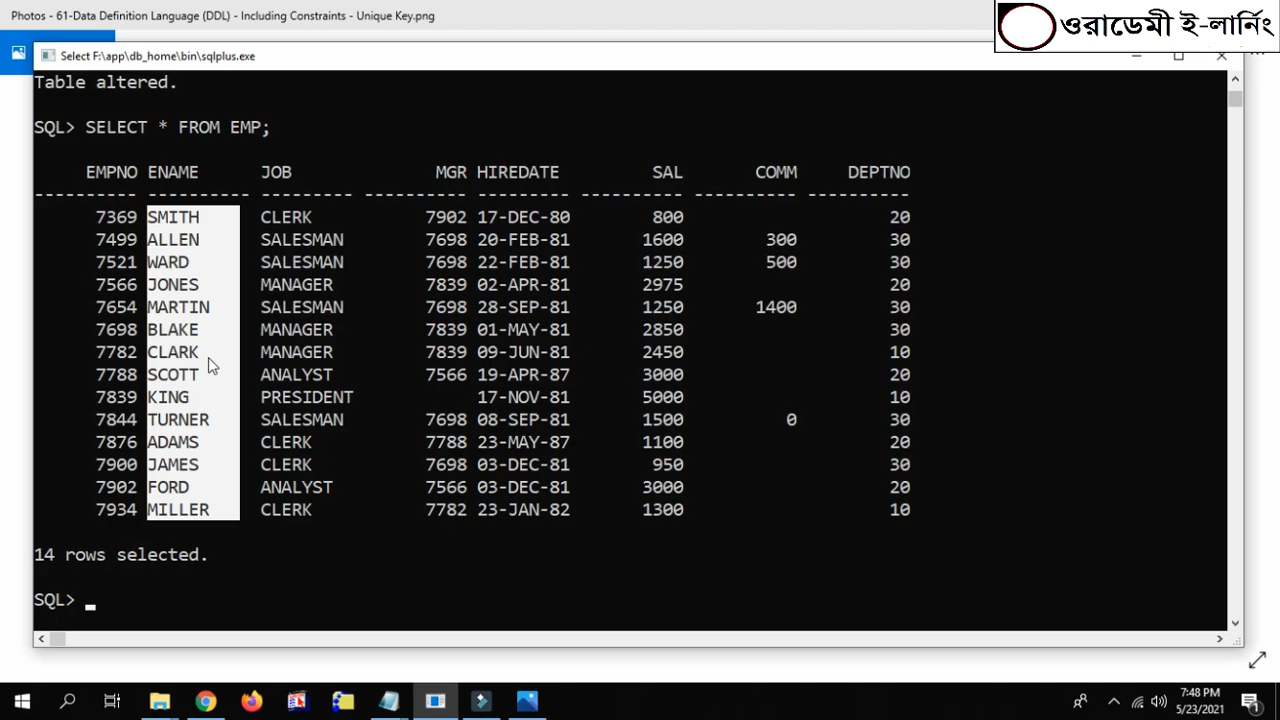 Photos - 61-Data Definition Language (DDL) - Including Constraints - Unique Key.png
ওরাডেমী ই-লার্নিং
Select F:\app\db_home\bin\sqlplus.exe
Table altered.
SQL> SELECT * FROM EMP;
EMPNO ENAME JOB MGR HIREDATE SAL COMM DEPTNO
---------- ---------- --------- ---------- --------- ---------- ---------- ----------
7369 SMITH CLERK 7902 17-DEC-80 800 20
7499 ALLEN SALESMAN 7698 20-FEB-81 1600 300 30
7521 WARD SALESMAN 7698 22-FEB-81 1250 500 30
7566 JONES MANAGER 7839 02-APR-81 2975 20
7654 MARTIN SALESMAN 7698 28-SEP-81 1250 1400 30
7698 BLAKE MANAGER 7839 01-MAY-81 2850 30
7782 CLARK MANAGER 7839 09-JUN-81 2450 10
7788 SCOTT ANALYST 7566 19-APR-87 3000 20
7839 KING PRESIDENT 17-NOV-81 5000 10
7844 TURNER SALESMAN 7698 08-SEP-81 1500 0 30
7876 ADAMS CLERK 7788 23-MAY-87 1100 20
7900 JAMES CLERK 7698 03-DEC-81 950 30
7902 FORD ANALYST 7566 03-DEC-81 3000 20
7934 MILLER CLERK 7782 23-JAN-82 1300 10
14 rows selected.
SQL> _
7:48 PM
5/23/2021